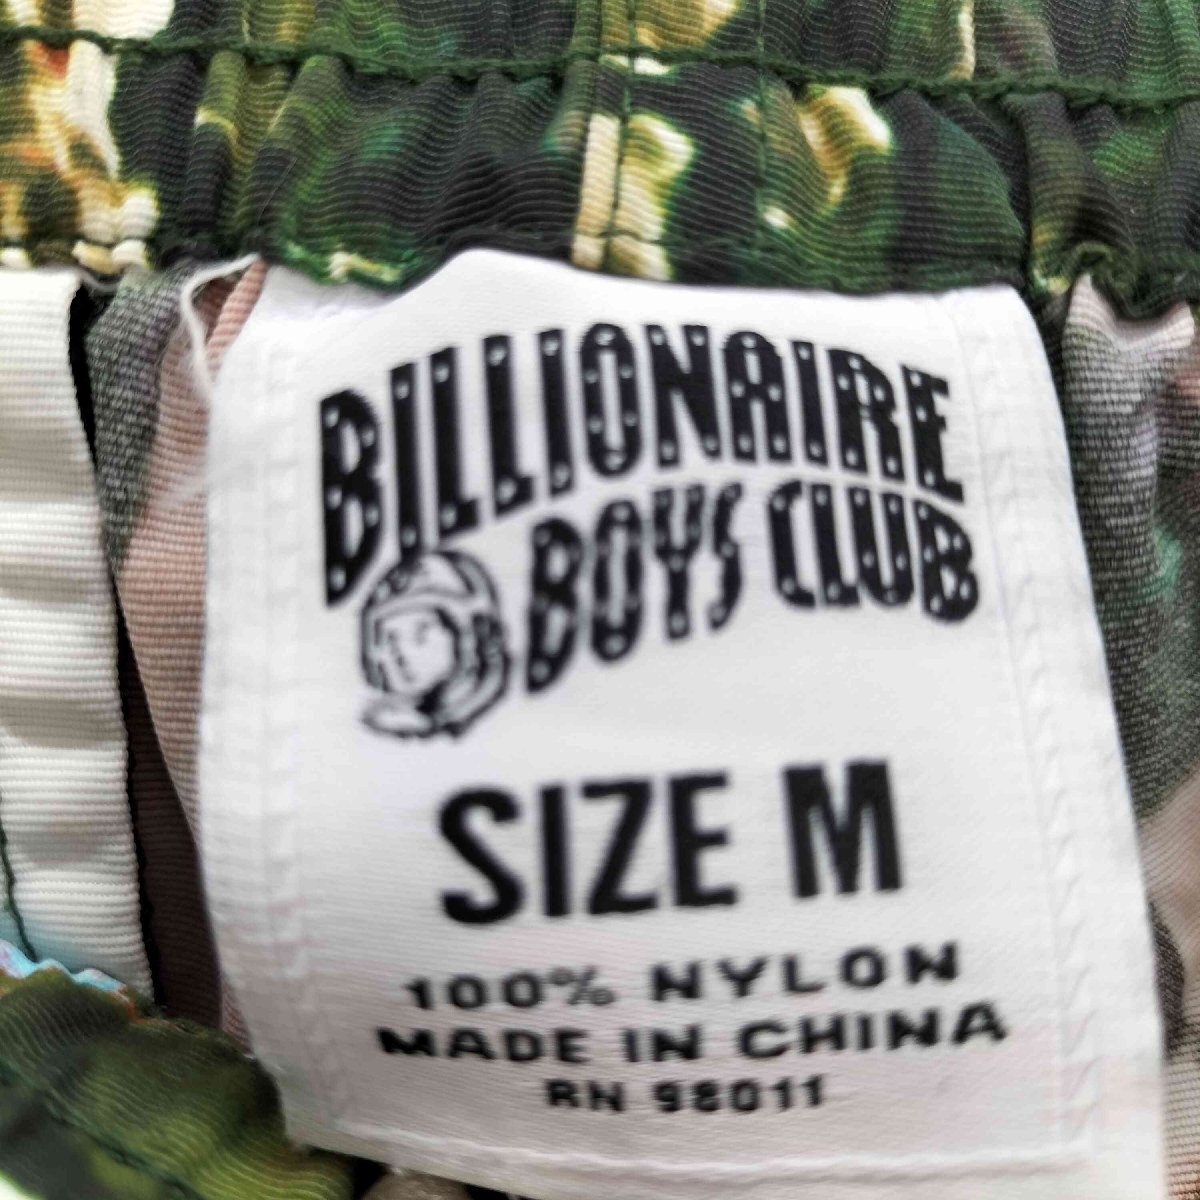 BILLIONAIRE
BOYS CLUB
SIZE M
100% NYLON
MADE IN CHINA
RN 98011